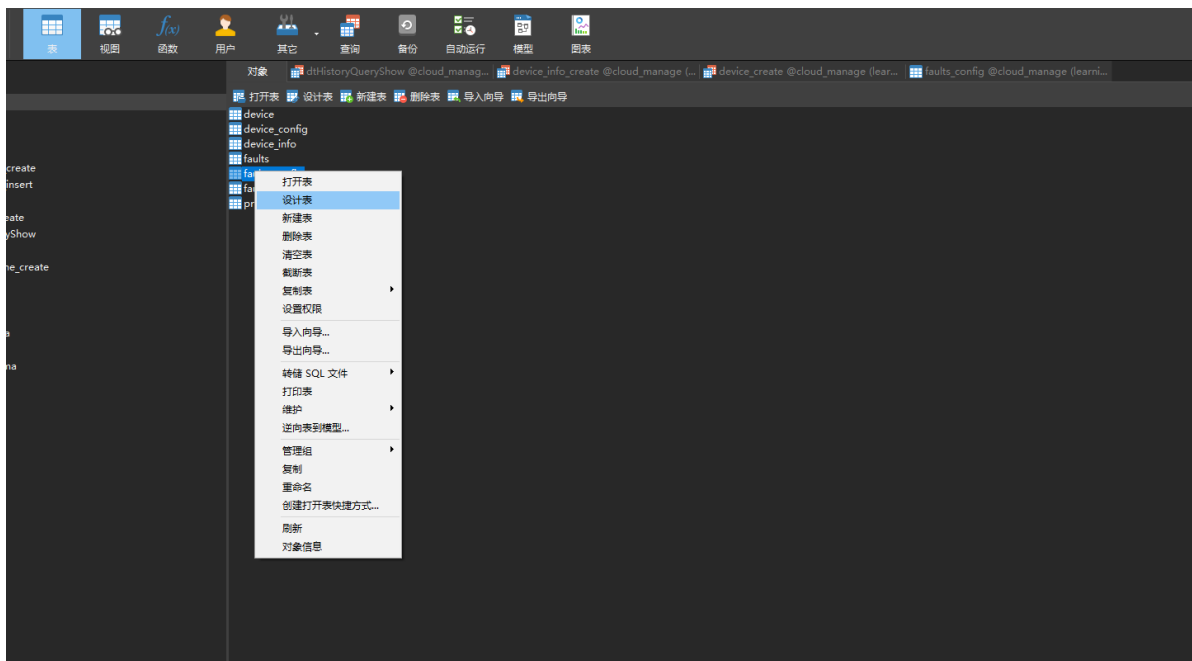 表 视图 f(x) 函数 用户 其它 查询 备份 自动运行 模型 图表
对象 dtHistoryQueryShow @cloud_manag... device_info_create @cloud_manage (... device_create @cloud_manage (lear... faults_config @cloud_manage (learni...
打开表 设计表 新建表 删除表 导入向导 导出向导
create
insert
eate
yShow
ne_create
a
na
device
device_config
device_info
faults
fa
fa
pr
打开表
设计表
新建表
删除表
清空表
截断表
复制表
设置权限
导入向导...
导出向导...
转储 SQL 文件
打印表
维护
逆向表到模型...
管理组
复制
重命名
创建打开表快捷方式...
刷新
对象信息